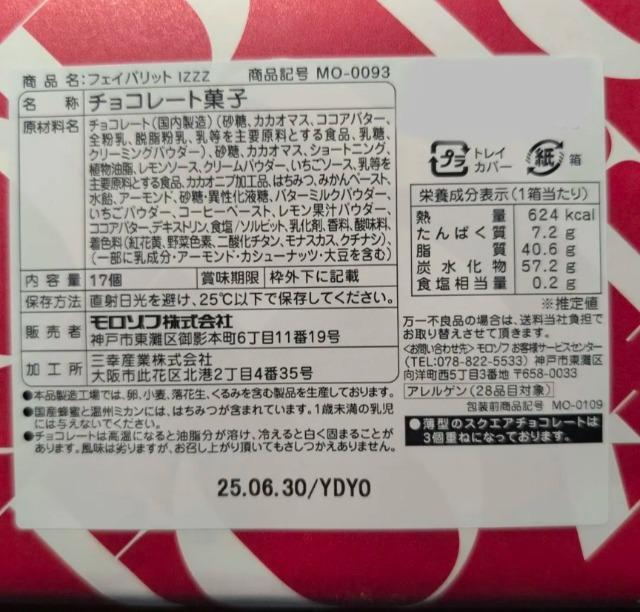 商品名:フェイバリット IZZZ 商品記号 MO-0093
名称 チョコレート菓子
原材料名 チョコレート(国内製造)(砂糖、カカオマス、ココアバター、
全粉乳、脱脂粉乳、乳等を主要原料とする食品、乳糖、
クリーミングパウダー)、砂糖、カカオマス、ショートニング、
植物油脂、レモンソース、クリームパウダー、いちごソース、乳等を
主要原料とする食品、カカオニブ加工品、はちみつ、みかんペースト、
水飴、アーモンド、砂糖・異性化液糖、バターミルクパウダー、
いちごパウダー、コーヒーペースト、レモン果汁パウダー、
ココアバター、デキストリン、食塩/ソルビット、乳化剤、香料、酸味料、
着色料(紅花黄、野菜色素、二酸化チタン、モナスカス、クチナシ)、
(一部に乳成分・アーモンド・カシューナッツ・大豆を含む)
内容量 17個 賞味期限 枠外下に記載
保存方法 直射日光を避け、25℃以下で保存してください。
販売者 モロゾフ株式会社
神戸市東灘区御影本町6丁目11番19号
加工所 三幸産業株式会社
大阪市此花区北港2丁目4番35号
●本品製造工場では、卵、小麦、落花生、くるみを含む製品を生産しております。
●国産蜂蜜と温州ミカンには、はちみつが含まれています。1歳未満の乳児
には与えないでください。
●チョコレートは高温になると油脂分が溶け、冷えると白く固まることが
あります。風味は劣りますが、お召し上がり頂いてもさしつかえありません。
25.06.30/YDYO
プラ トレイ
カバー
紙 箱
栄養成分表示(1箱当たり)
熱量 624 kcal
たんぱく質 7.2 g
脂質 40.6 g
炭水化物 57.2 g
食塩相当量 0.2 g
※推定値
万一不良品の場合は、送料当社負担で
お取り替えさせて頂きます。
<お問い合わせ先> モロゾフ お客様サービスセンター
(TEL:078-822-5533) 神戸市東灘区
向洋町西5丁目3番地 〒658-0033
アレルゲン(28品目対象)
包装前商品記号 MO-0109
●薄型のスクエアチョコレートは
3個重ねになっております。